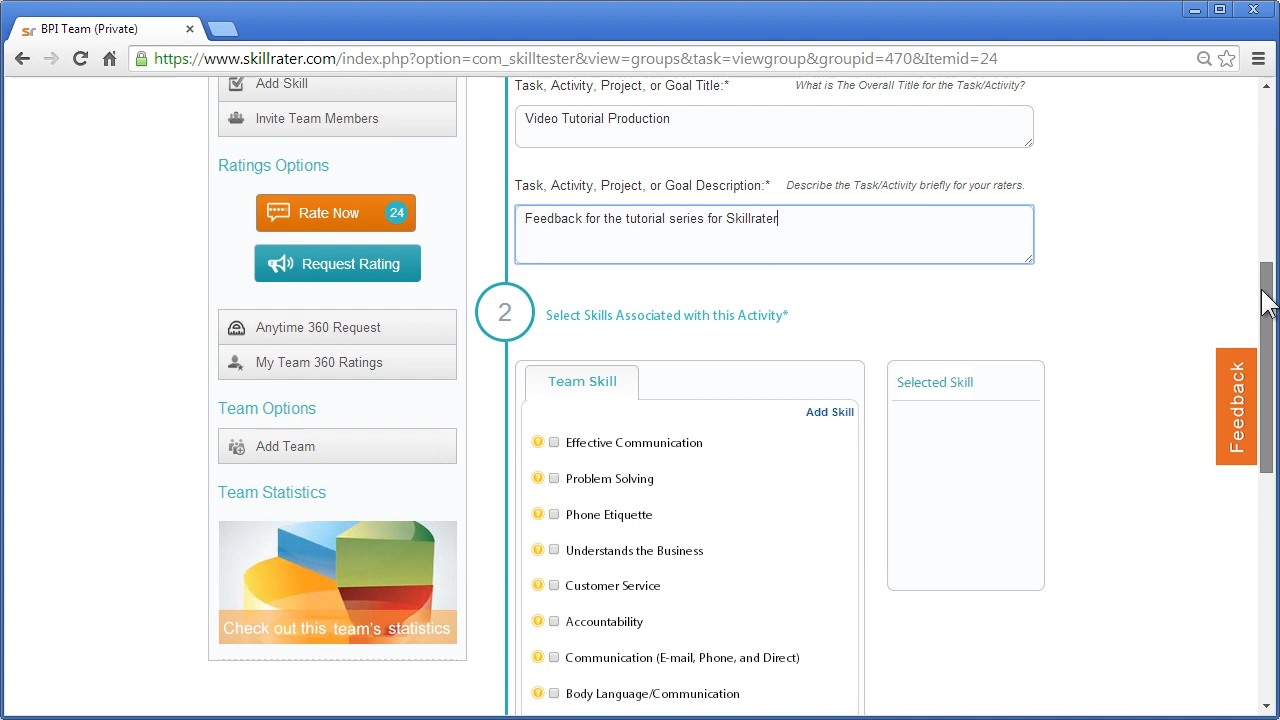 BPI Team (Private)
https://www.skillrater.com/index.php?option=com_skilltester&view=groups&task=viewgroup&groupid=470&Itemid=24
Add Skill
Invite Team Members
Ratings Options
Rate Now 24
Request Rating
Anytime 360 Request
My Team 360 Ratings
Team Options
Add Team
Team Statistics
Check out this team's statistics
Task, Activity, Project, or Goal Title:* What is The Overall Title for the Task/Activity?
Video Tutorial Production
Task, Activity, Project, or Goal Description:* Describe the Task/Activity briefly for your raters.
Feedback for the tutorial series for Skillrater
2 Select Skills Associated with this Activity*
Team Skill
Add Skill
Effective Communication
Problem Solving
Phone Etiquette
Understands the Business
Customer Service
Accountability
Communication (E-mail, Phone, and Direct)
Body Language/Communication
Selected Skill
Feedback